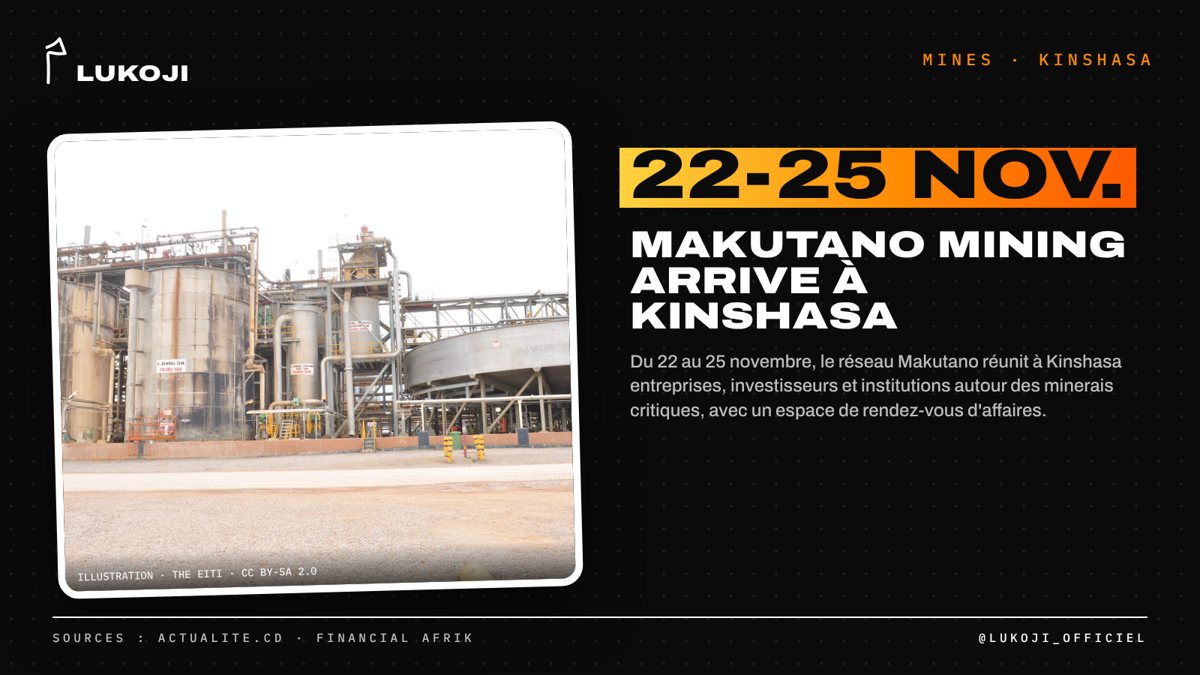 LUKOJI
MINES · KINSHASA
22-25 NOV.
MAKUTANO MINING
ARRIVE À
KINSHASA
Du 22 au 25 novembre, le réseau Makutano réunit à Kinshasa
entreprises, investisseurs et institutions autour des minerais
critiques, avec un espace de rendez-vous d'affaires.
ILLUSTRATION · THE EITI · CC BY-SA 2.0
SOURCES : ACTUALITE.CD · FINANCIAL AFRIK
@LUKOJI_OFFICIEL